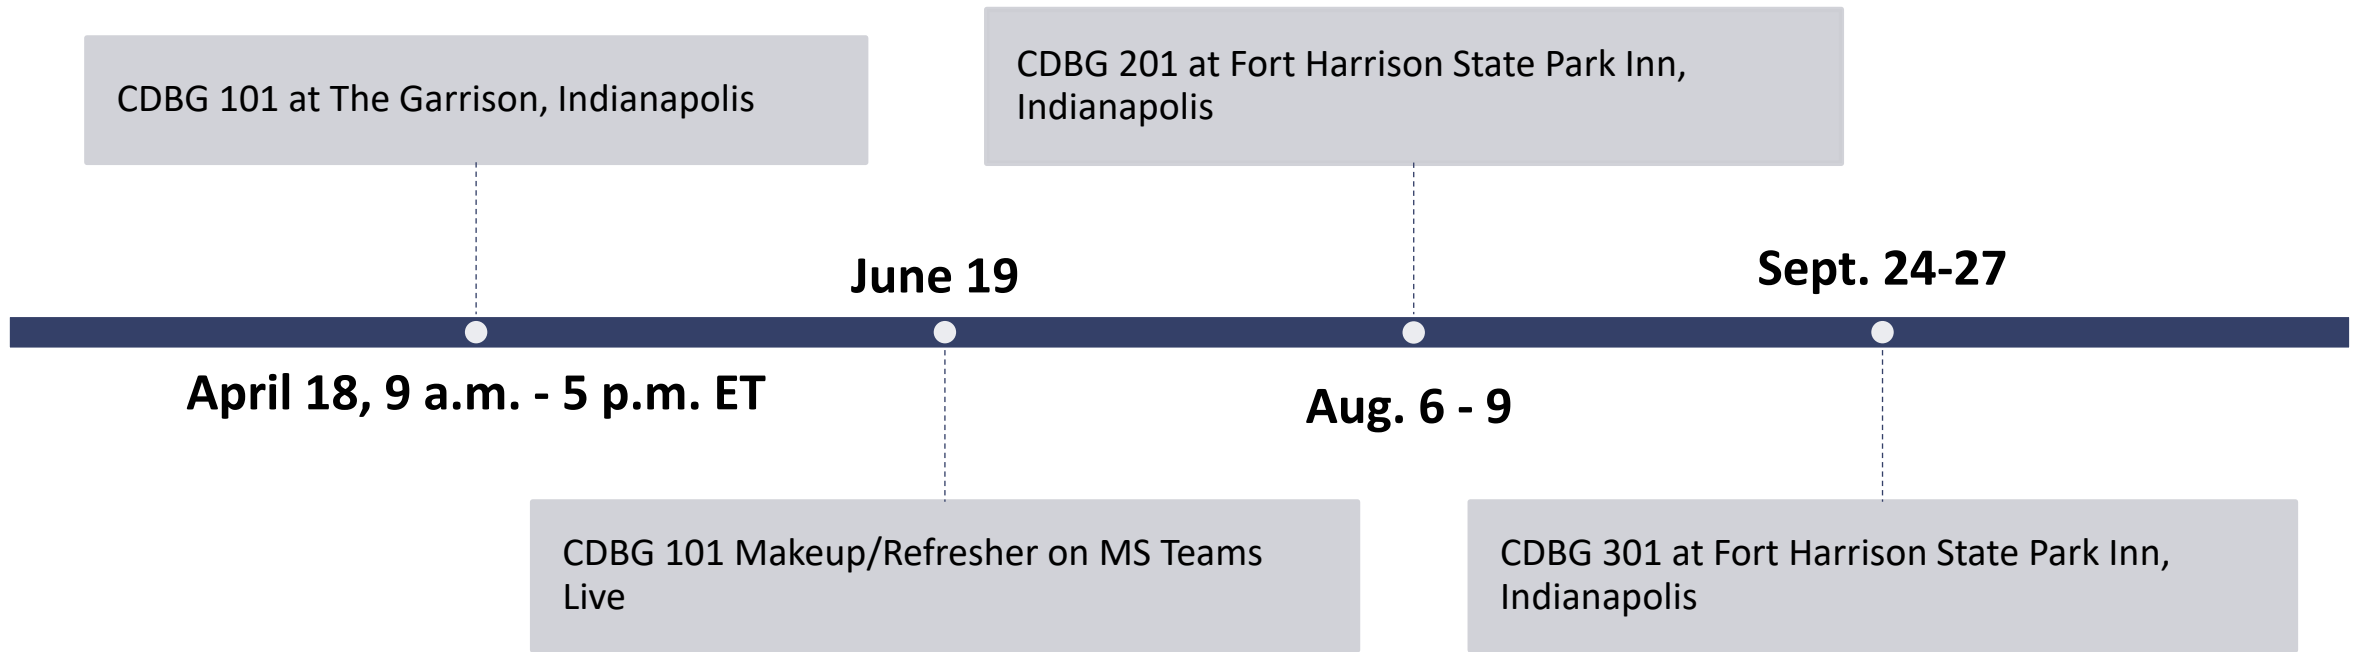 CDBG 101 at The Garrison, Indianapolis
CDBG 201 at Fort Harrison State Park Inn,
Indianapolis
June 19
Sept. 24-27
April 18, 9 a.m. - 5 p.m. ET
Aug. 6 - 9
CDBG 101 Makeup/Refresher on MS Teams
Live
CDBG 301 at Fort Harrison State Park Inn,
Indianapolis